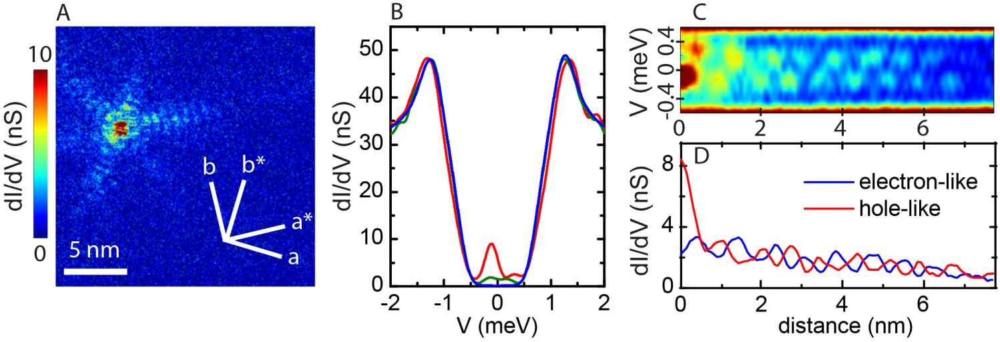 A
10
dI/dV (nS)
0
5 nm
b
b*
a*
a
B
50
40
30
20
10
0
dI/dV (nS)
-2
-1
0
1
2
V (meV)
C
V (meV)
0.4
0
-0.4
0
2
4
6
D
8
4
0
dI/dV (nS)
electron-like
hole-like
0
2
4
6
distance (nm)